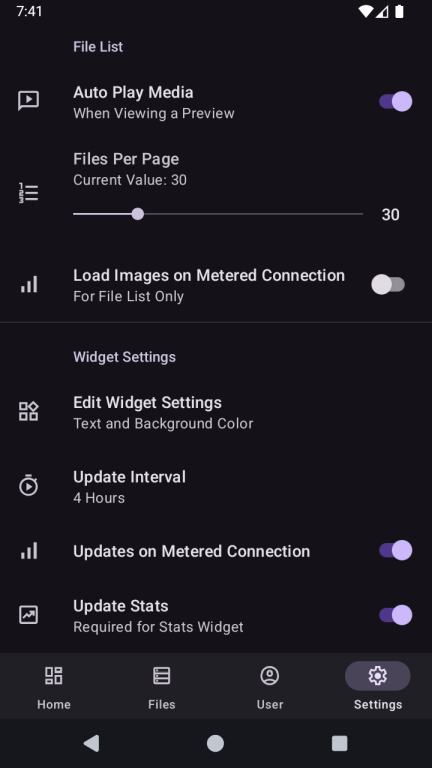 7:41
File List
Auto Play Media
When Viewing a Preview
Files Per Page
Current Value: 30
30
Load Images on Metered Connection
For File List Only
Widget Settings
Edit Widget Settings
Text and Background Color
Update Interval
4 Hours
Updates on Metered Connection
Update Stats
Required for Stats Widget
Home
Files
User
Settings